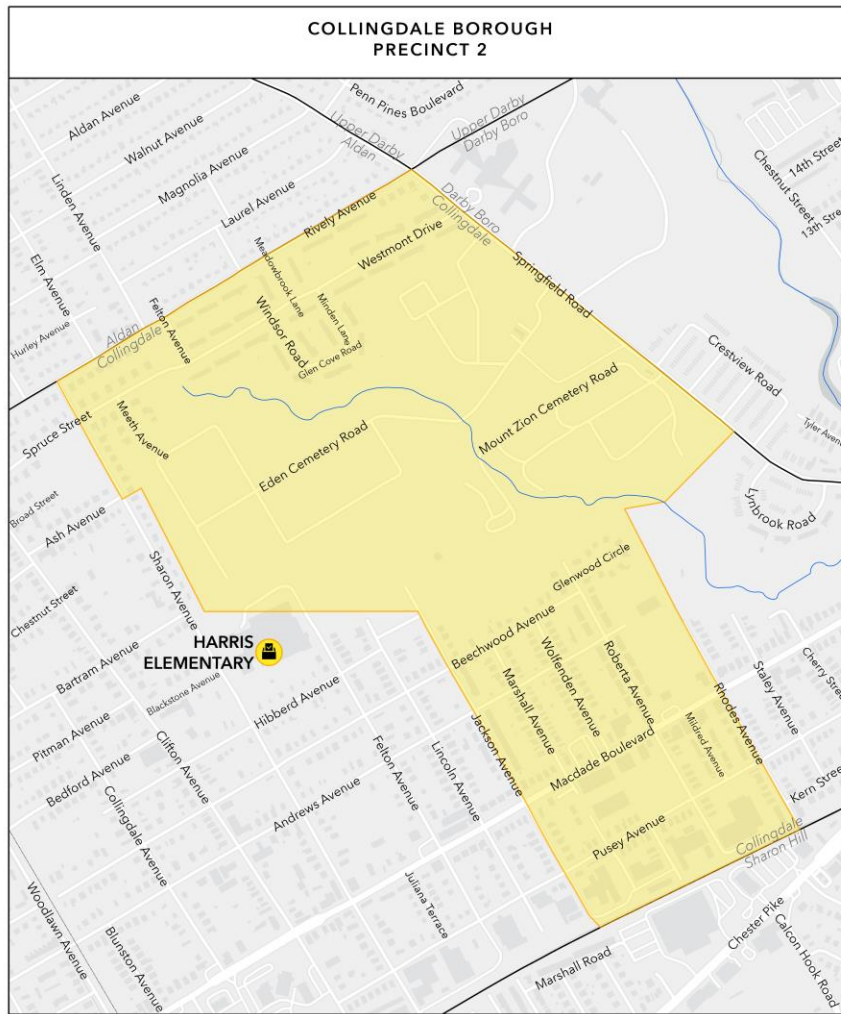 COLLINGDALE BOROUGH
PRECINCT 2
Penn Pines Boulevard
Aldan Avenue
Upper Darby
Aldan
Upper Darby
Darby Boro
Walnut Avenue
Magnolia Avenue
Laurel Avenue
Linden Avenue
Elm Avenue
Hurley Avenue
Rively Avenue
Darby Boro
Collingdale
Westmont Drive
Springfield Road
14th Street
Chestnut Street
13th Street
Meadowbrook Lane
Minden Lane
Windsor Road
Glen Cove Road
Felton Avenue
Aldan
Collingdale
Crestview Road
Tyler Avenue
Lynbrook Road
Mount Zion Cemetery Road
Eden Cemetery Road
Meeth Avenue
Spruce Street
Broad Street
Ash Avenue
Sharon Avenue
Chestnut Street
HARRIS
ELEMENTARY
Bartram Avenue
Blackstone Avenue
Pitman Avenue
Bedford Avenue
Hibberd Avenue
Clifton Avenue
Collingdale Avenue
Andrews Avenue
Felton Avenue
Lincoln Avenue
Jackson Avenue
Glenwood Circle
Beechwood Avenue
Marshall Avenue
Wolfenden Avenue
Roberta Avenue
Mildred Avenue
Rhodes Avenue
Staley Avenue
Cherry Street
Kern Street
Macdade Boulevard
Pusey Avenue
Collingdale
Sharon Hill
Juliana Terrace
Woodlawn Avenue
Blunston Avenue
Marshall Road
Chester Pike
Calcon Hook Road